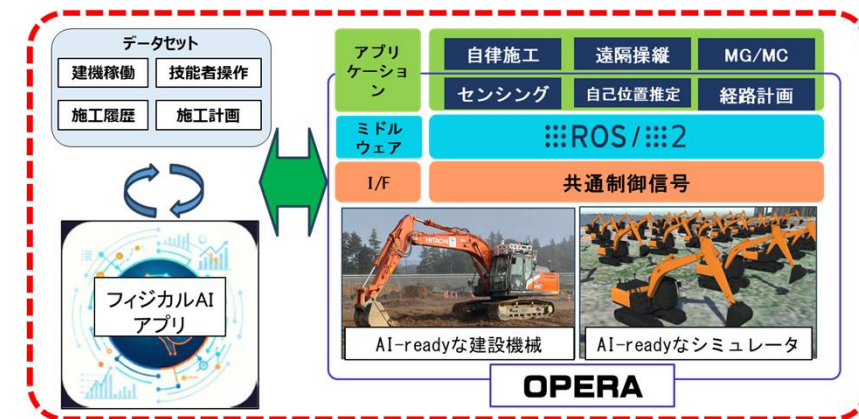 データセット
建機稼働
技能者操作
施工履歴
施工計画
フィジカルAI
アプリ
アプリ
ケーショ
ン
自律施工
遠隔操縦
MG/MC
センシング
自己位置推定
経路計画
ミドル
ウェア
ROS/2
I/F
共通制御信号
HITACHI
AI-readyな建設機械
AI-readyなシミュレータ
OPERA